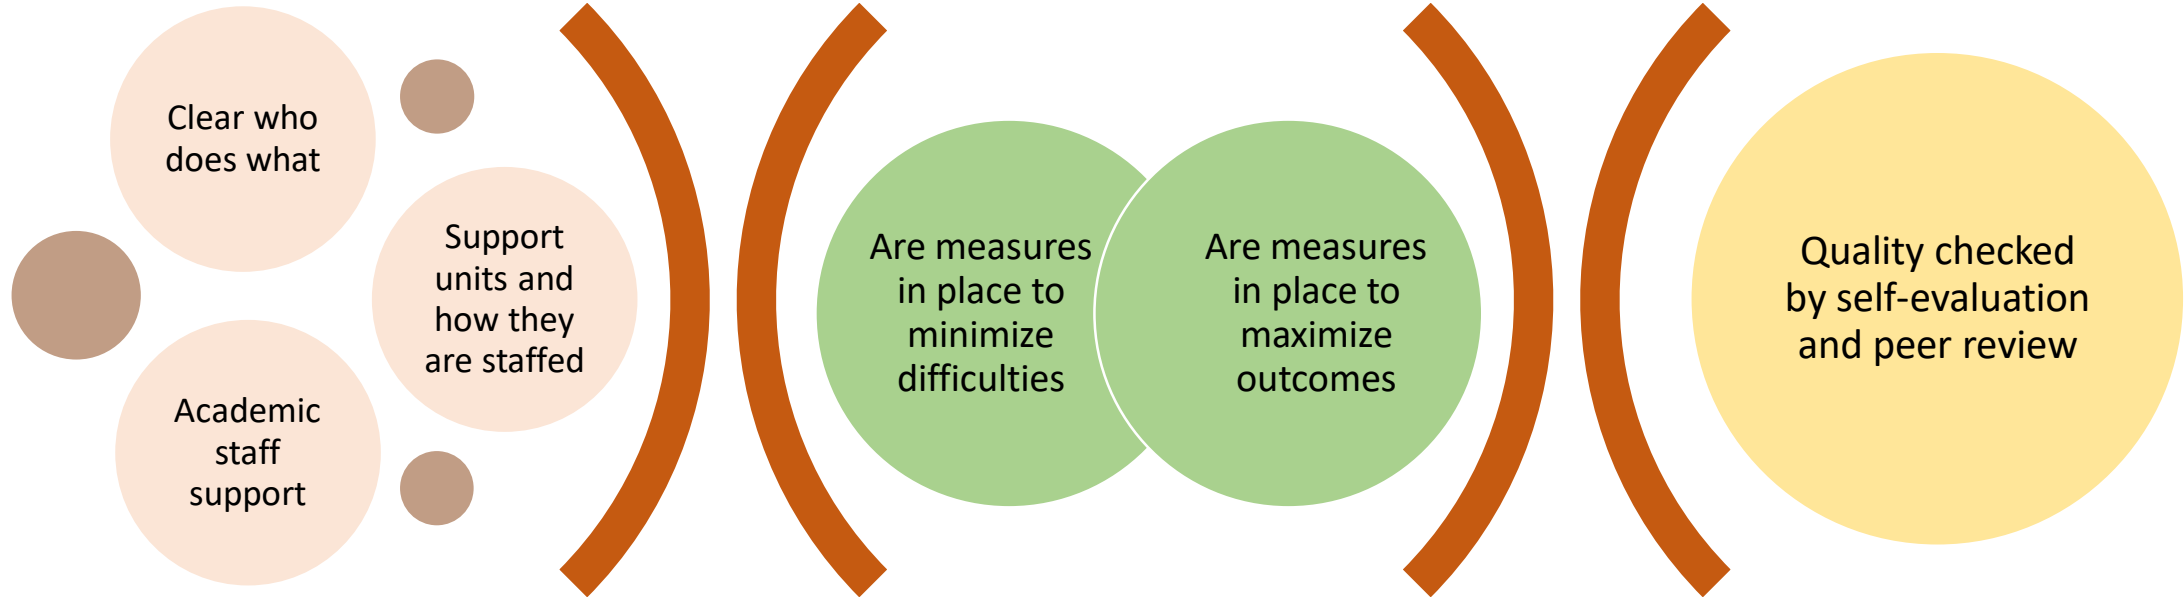 Clear who
does what
Support
units and
how they
are staffed
Academic
staff
support
Are measures
in place to
minimize
difficulties
Are measures
in place to
maximize
outcomes
Quality checked
by self-evaluation
and peer review